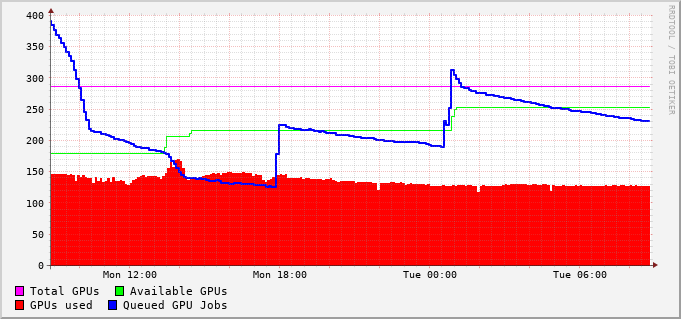 400
350
300
250
200
150
100
50
0
Mon 12:00 Mon 18:00 Tue 00:00 Tue 06:00
Total GPUs Available GPUs
GPUs used Queued GPU Jobs
RRDTOOL / TOBI OETIKER